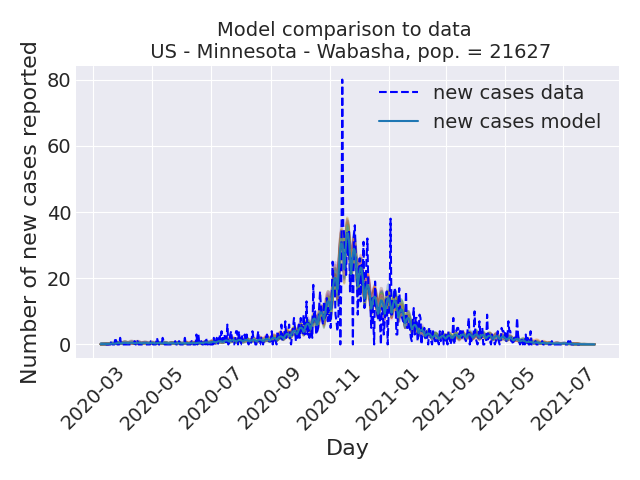 Model comparison to data
US - Minnesota - Wabasha, pop. = 21627
Number of new cases reported
80
60
40
20
0
new cases data
new cases model
2020-03
2020-05
2020-07
2020-09
2020-11
2021-01
2021-03
2021-05
2021-07
Day